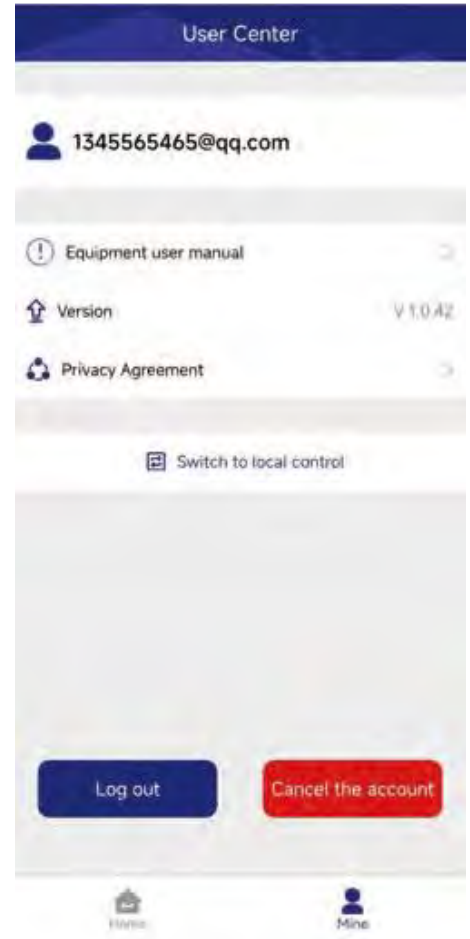 User Center
1345565465@qq.com
Equipment user manual
Version V 1.0.42
Privacy Agreement
Switch to local control
Log out Cancel the account
Home Mine